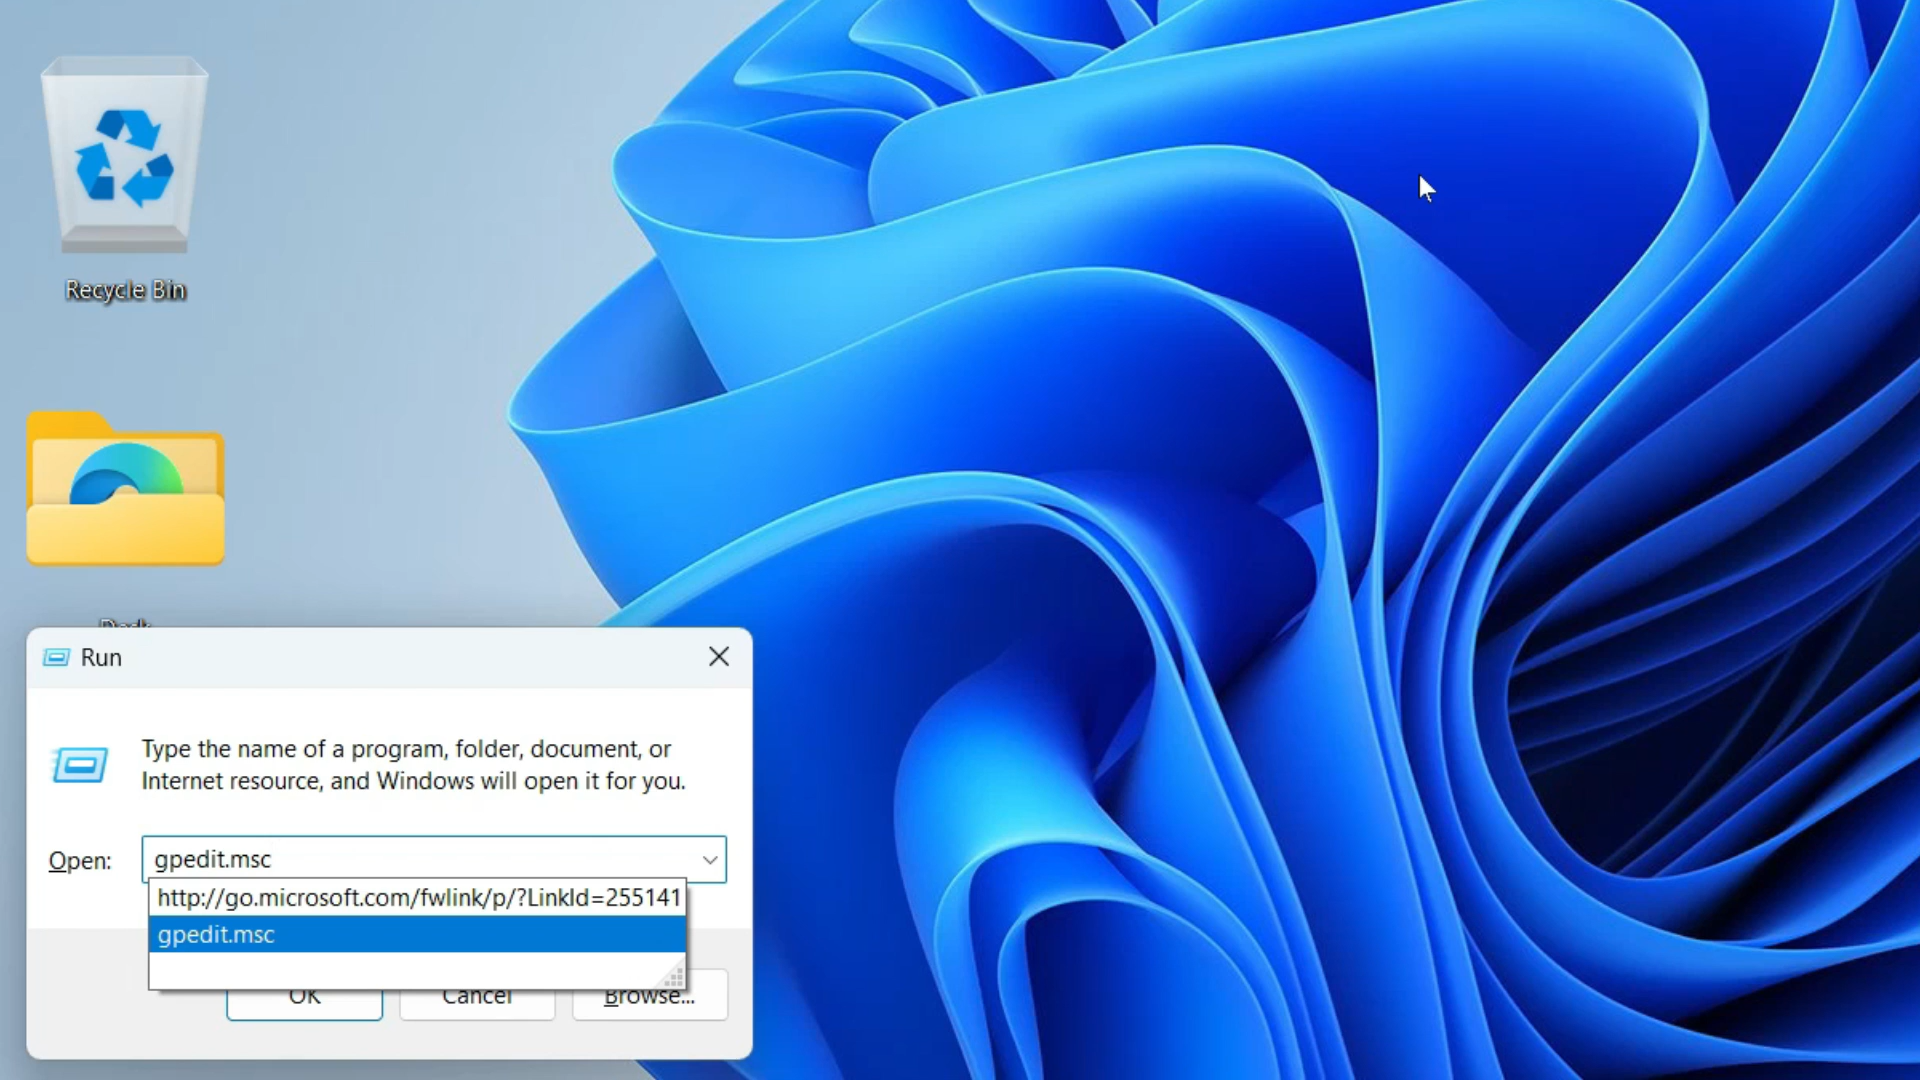 Recycle Bin
Run
Type the name of a program, folder, document, or
Internet resource, and Windows will open it for you.
Open: gpedit.msc
http://go.microsoft.com/fwlink/p/?LinkId=255141
gpedit.msc
OK Cancel Browse...